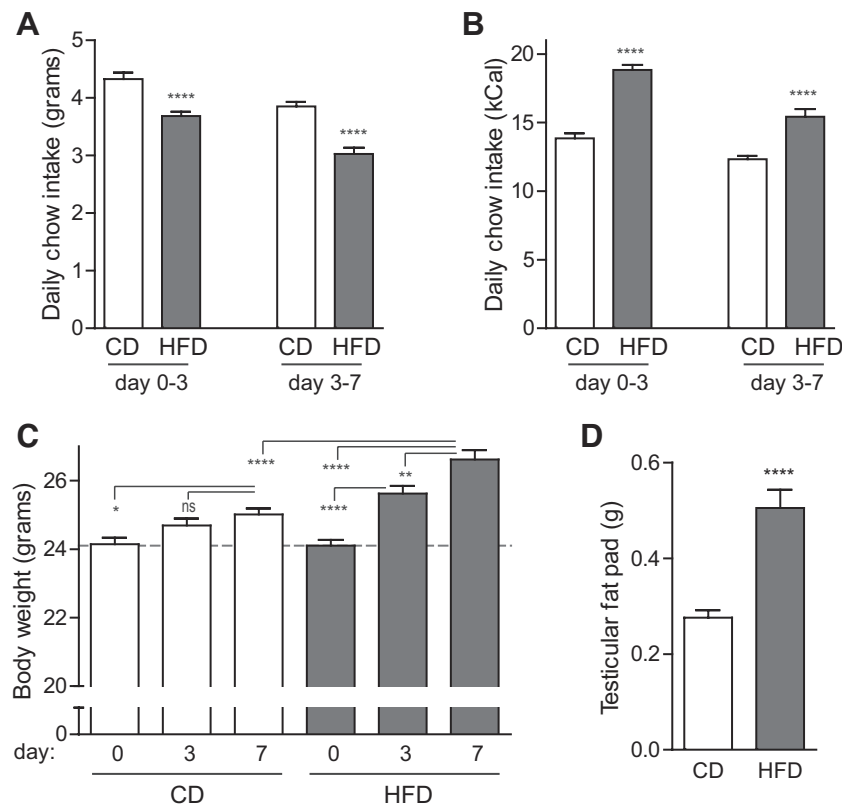 A
Daily chow intake (grams)
5
4
3
2
1
0
****
****
CD HFD CD HFD
day 0-3 day 3-7
B
Daily chow intake (kCal)
20
15
10
5
0
****
****
CD HFD CD HFD
day 0-3 day 3-7
C
Body weight (grams)
26
24
22
20
0
* ns **** **** **** **
day: 0 3 7 0 3 7
CD HFD
D
Testicular fat pad (g)
0.6
0.4
0.2
0.0
****
CD HFD